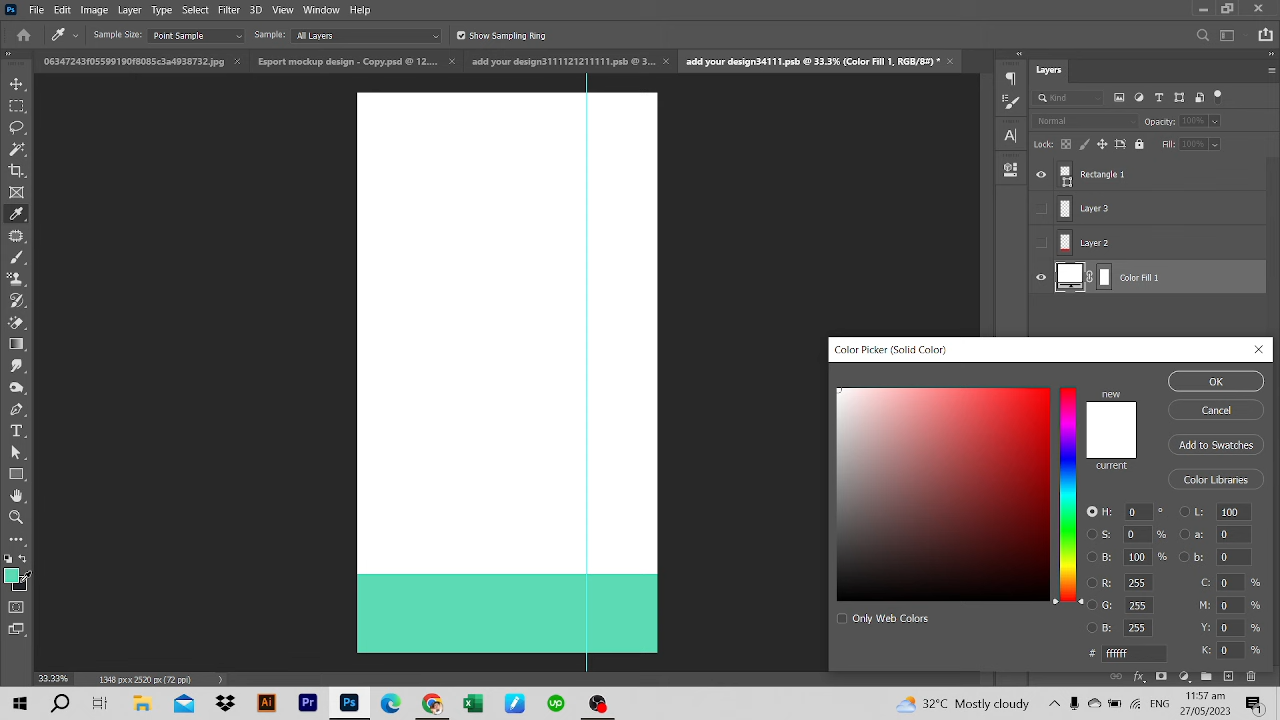 Ps File Edit Image Layer Type Select Filter 3D View Window Help
Sample Size: Point Sample Sample: All Layers Show Sampling Ring
06347243f05599190f8085c3a4938732.jpg × Esport mockup design - Copy.psd @ 12.... × add your design3111121211111.psb @ 3... × add your design34111.psb @ 33.3% (Color Fill 1, RGB/8#) * ×
Layers
Kind
Normal Opacity: 100%
Lock: Fill: 100%
Rectangle 1
Layer 3
Layer 2
Color Fill 1
Color Picker (Solid Color)
new
current
OK
Cancel
Add to Swatches
Color Libraries
H: 0 ° L: 100
S: 0 % a: 0
B: 100 % b: 0
R: 255 C: 0 %
G: 255 M: 0 %
B: 255 Y: 0 %
# ffffff K: 0 %
Only Web Colors
33.33% 1348 px x 2520 px (72 ppi)
Ai Pr Ps up
32°C Mostly cloudy
11:57 am
27/05/2023